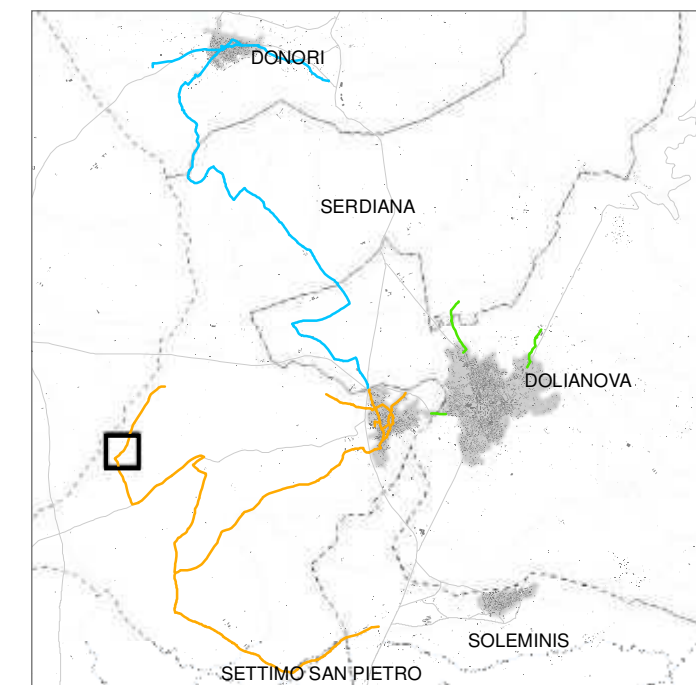 DONORI
SERDIANA
DOLIANOVA
SOLEMINIS
SETTIMO SAN PIETRO